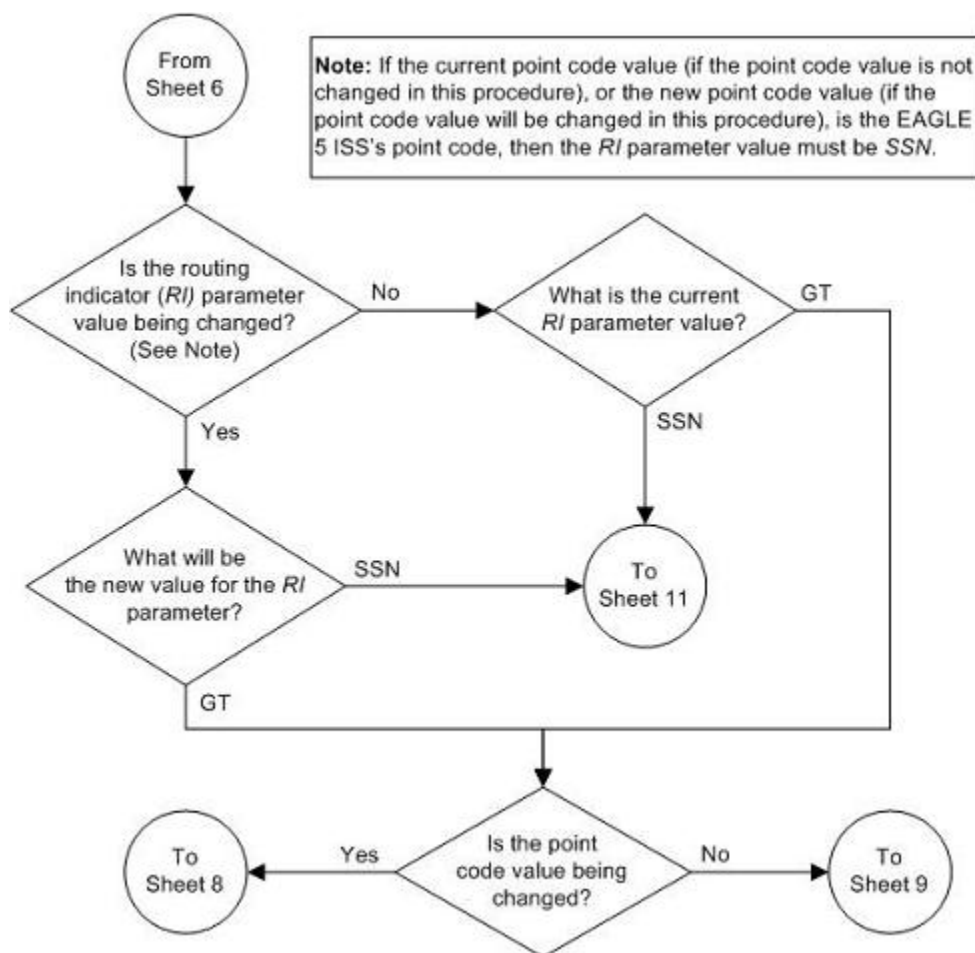 From
Sheet 6
Note: If the current point code value (if the point code value is not
changed in this procedure), or the new point code value (if the
point code value will be changed in this procedure), is the EAGLE
5 ISS's point code, then the RI parameter value must be SSN.
Is the routing
indicator (RI) parameter
value being changed?
(See Note)
No
What is the current
RI parameter value?
GT
Yes
SSN
What will be
the new value for the RI
parameter?
SSN
To
Sheet 11
GT
Is the point
code value being
changed?
Yes
To
Sheet 8
No
To
Sheet 9